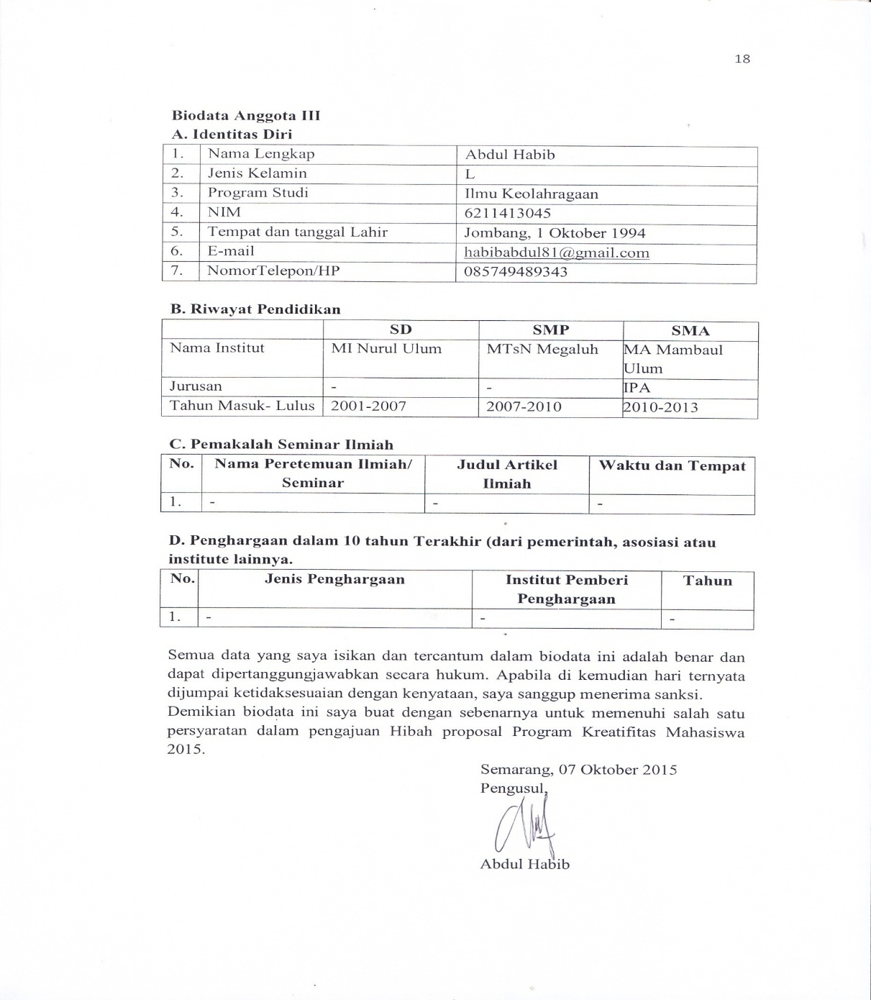 18
Biodata Anggota III
A. Identitas Diri
1. Nama Lengkap Abdul Habib
2. Jenis Kelamin L
3. Program Studi Ilmu Keolahragaan
4. NIM 6211413045
5. Tempat dan tanggal Lahir Jombang, 1 Oktober 1994
6. E-mail habibabdul81@gmail.com
7. NomorTelepon/HP 085749489343
B. Riwayat Pendidikan
SD SMP SMA
Nama Institut MI Nurul Ulum MTsN Megaluh MA Mambaul
Ulum
Jurusan - - IPA
Tahun Masuk- Lulus 2001-2007 2007-2010 2010-2013
C. Pemakalah Seminar Ilmiah
No. Nama Peretemuan Ilmiah/ Judul Artikel Waktu dan Tempat
Seminar Ilmiah
1. - - -
D. Penghargaan dalam 10 tahun Terakhir (dari pemerintah, asosiasi atau
institute lainnya.
No. Jenis Penghargaan Institut Pemberi Tahun
Penghargaan
1. - - -
Semua data yang saya isikan dan tercantum dalam biodata ini adalah benar dan
dapat dipertanggungjawabkan secara hukum. Apabila di kemudian hari ternyata
dijumpai ketidaksesuaian dengan kenyataan, saya sanggup menerima sanksi.
Demikian biodata ini saya buat dengan sebenarnya untuk memenuhi salah satu
persyaratan dalam pengajuan Hibah proposal Program Kreatifitas Mahasiswa
2015.
Semarang, 07 Oktober 2015
Pengusul,
Abdul Habib